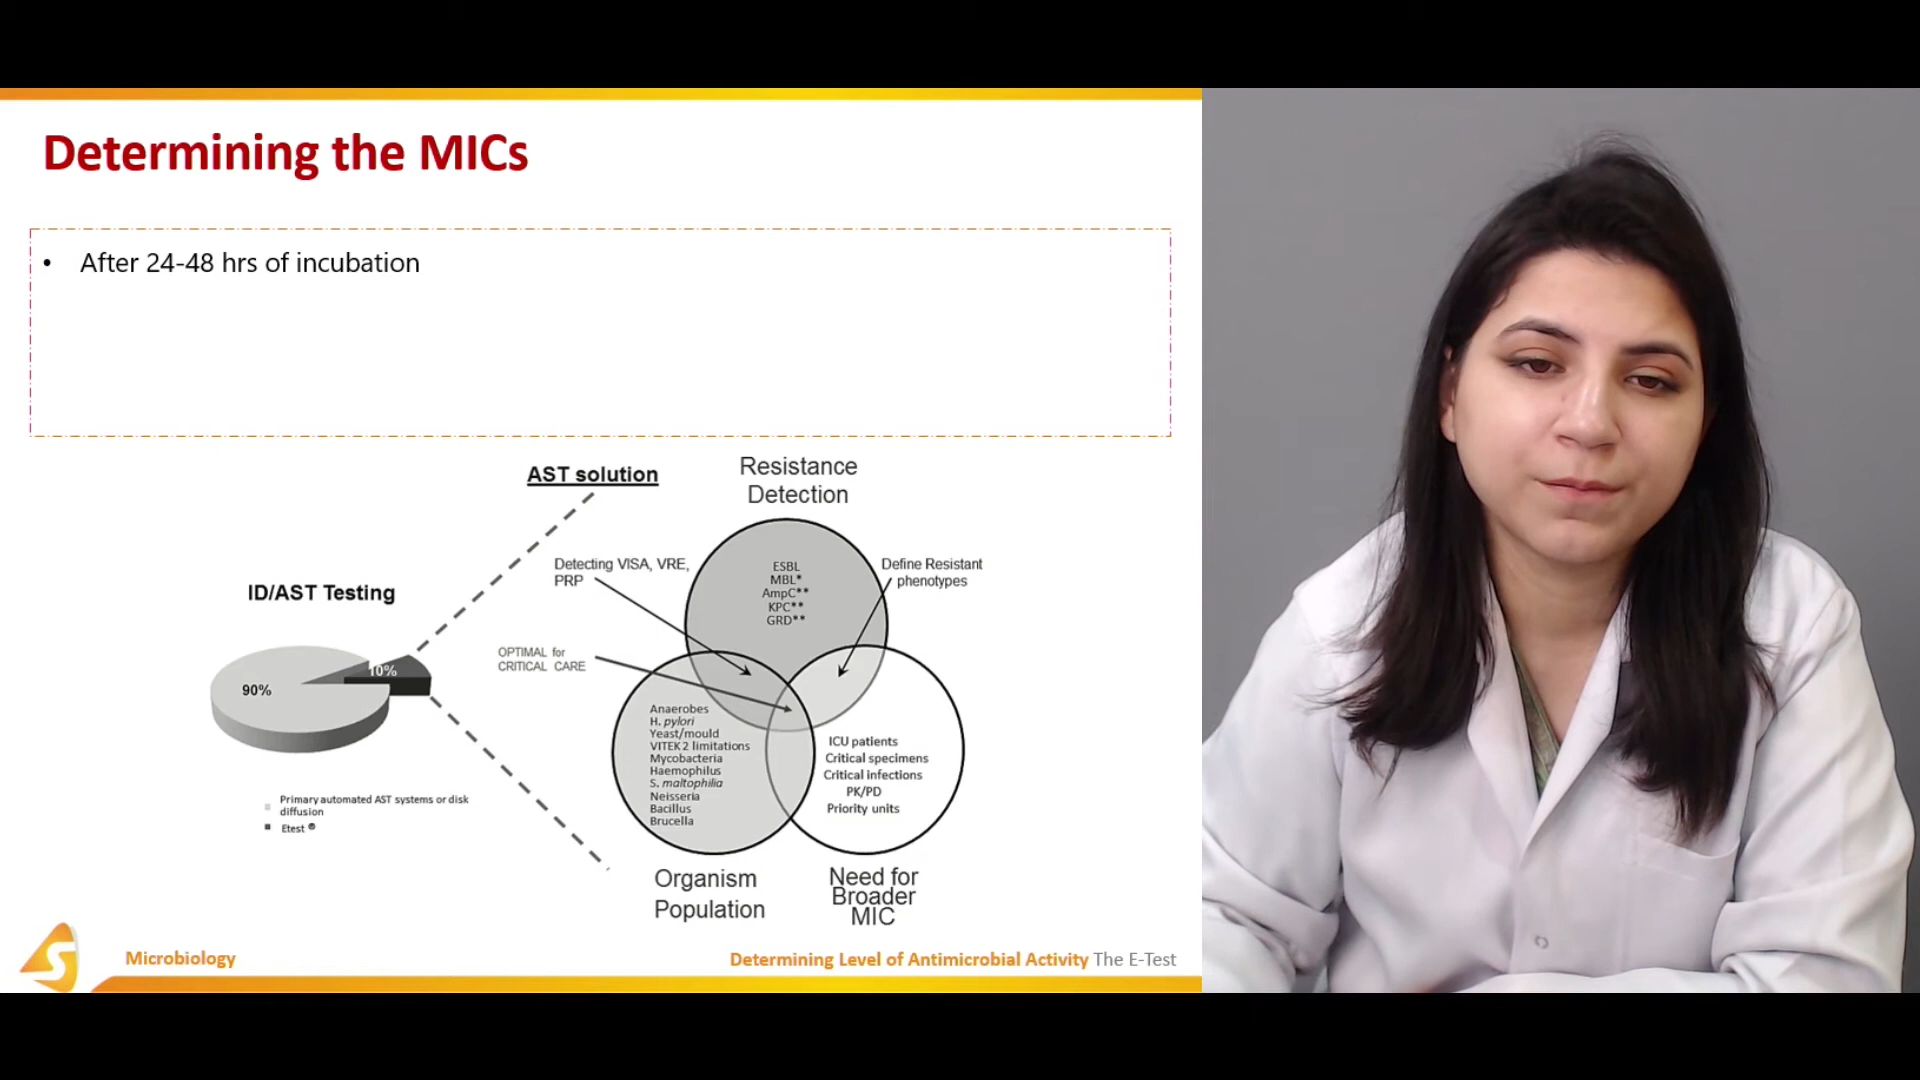 Determining the MICs
• After 24-48 hrs of incubation
AST solution
Resistance
Detection
Detecting VISA, VRE,
PRP
ESBL
MBL*
AmpC**
KPC**
GRD**
Define Resistant
phenotypes
ID/AST Testing
OPTIMAL for
CRITICAL CARE
90%
10%
Anaerobes
H. pylori
Yeast/mould
VITEK 2 limitations
Mycobacteria
Haemophilus
S. maltophilia
Neisseria
Bacillus
Brucella
ICU patients
Critical specimens
Critical infections
PK/PD
Priority units
Primary automated AST systems or disk
diffusion
Etest ®
Organism
Population
Need for
Broader
MIC
S
Microbiology
Determining Level of Antimicrobial Activity The E-Test